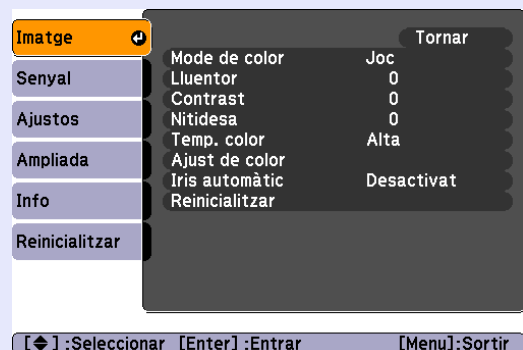 Imatge
Senyal
Ajustos
Ampliada
Info
Reinicialitzar
Tornar
Mode de color Joc
Lluentor 0
Contrast 0
Nitidesa 0
Temp. color Alta
Ajust de color
Iris automàtic Desactivat
Reinicialitzar
[ ] :Seleccionar [Enter] :Entrar [Menu]:Sortir